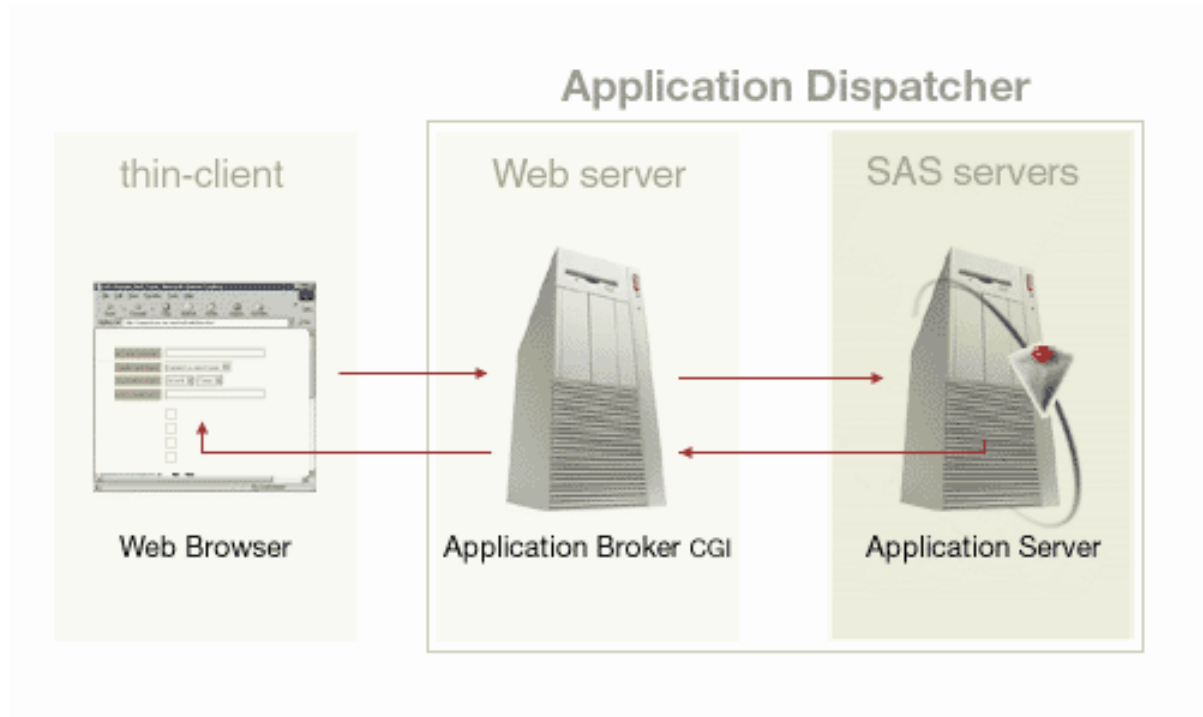 Application Dispatcher
thin-client
Web server
SAS servers
Web Browser
Application Broker CGI
Application Server